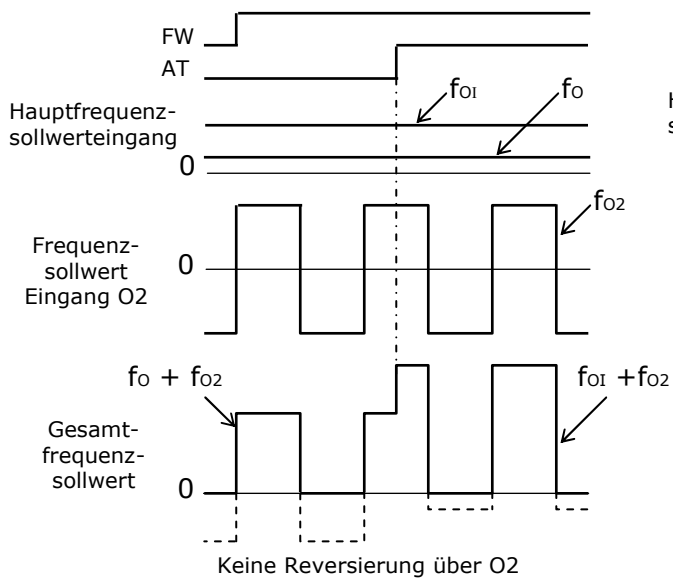 FW
AT
fOI
fO
Hauptfrequenz-
sollwerteingang
H
s
0
fO2
Frequenz-
sollwert
Eingang O2
0
fO + fO2
fOI +fO2
Gesamt-
frequenz-
sollwert
0
Keine Reversierung über O2